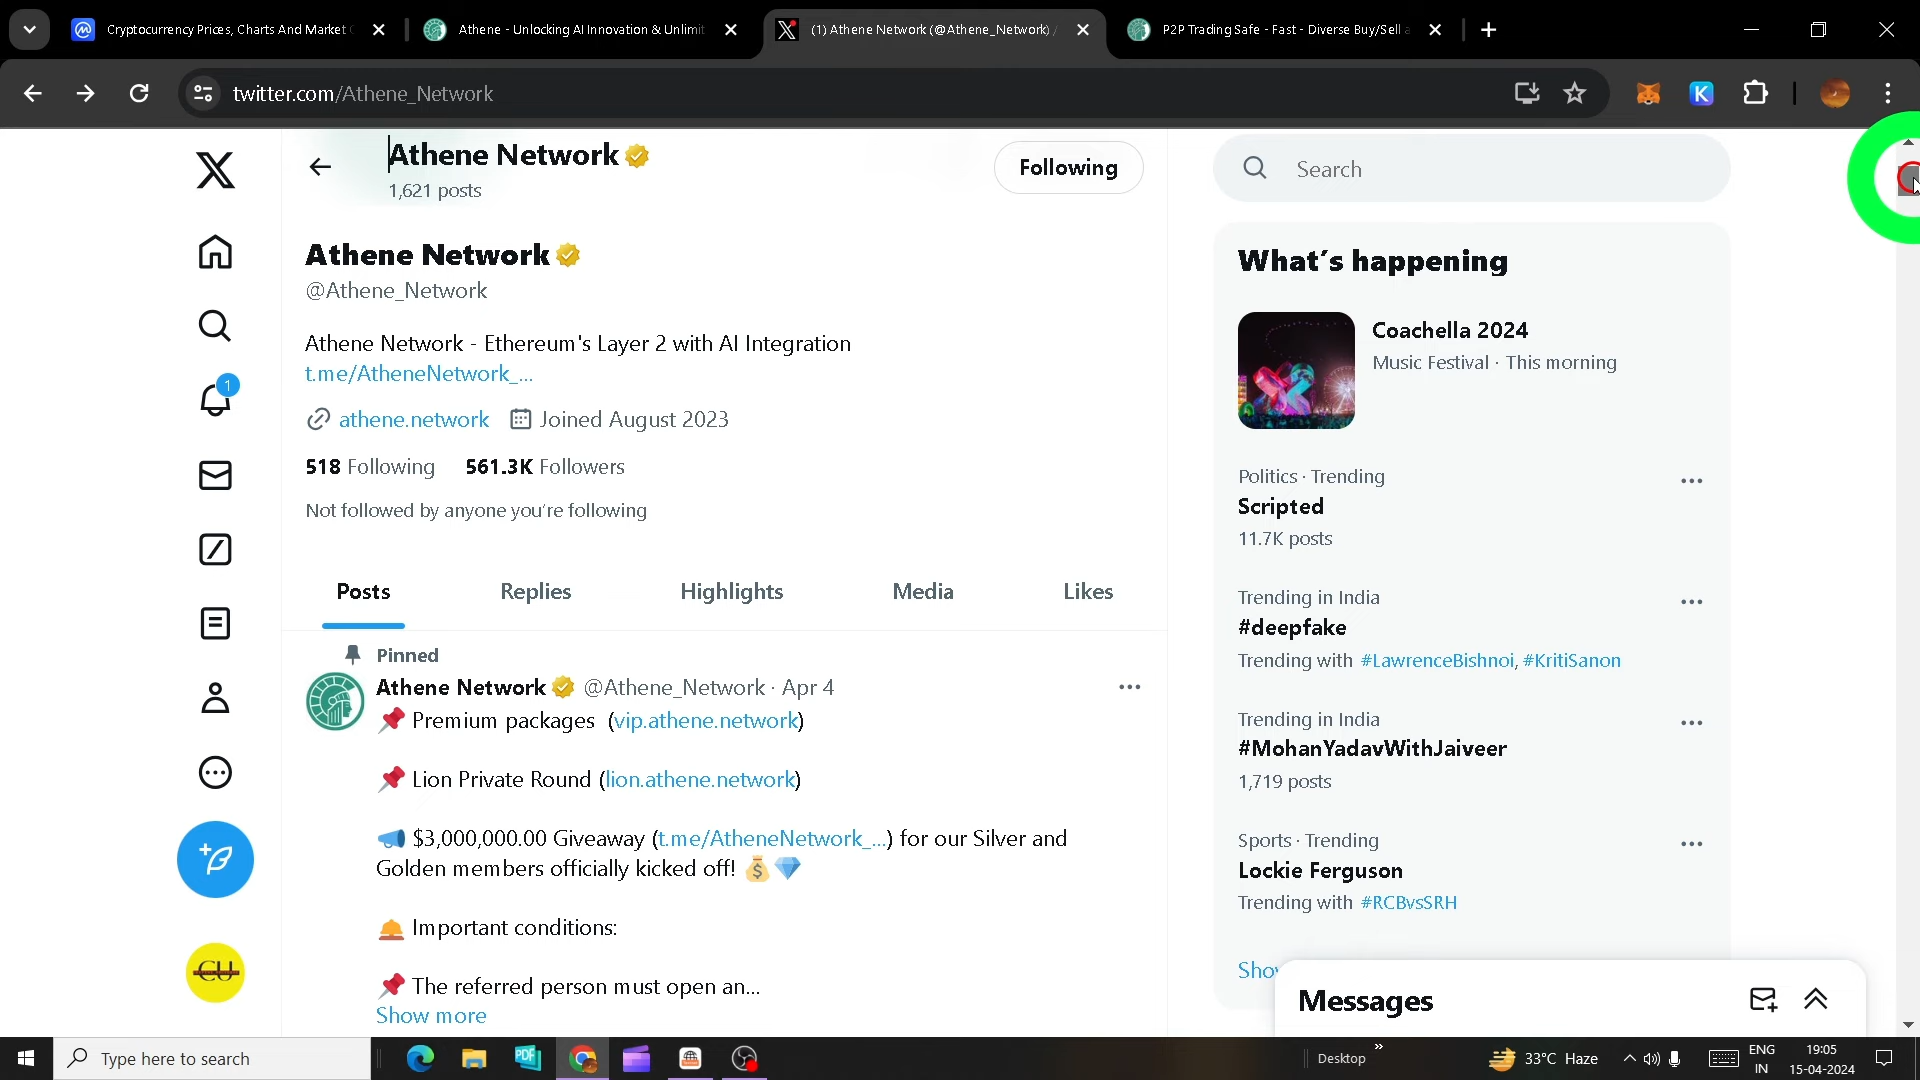 Cryptocurrency Prices, Charts And Market
Athene - Unlocking AI Innovation & Unlimit
(1) Athene Network (@Athene_Network) /
P2P Trading Safe - Fast - Diverse Buy/Sell
twitter.com/Athene_Network
Athene Network
1,621 posts
Following
Search
Athene Network
@Athene_Network
Athene Network - Ethereum's Layer 2 with AI Integration
t.me/AtheneNetwork_...
athene.network Joined August 2023
518 Following 561.3K Followers
Not followed by anyone you're following
Posts Replies Highlights Media Likes
Pinned
Athene Network @Athene_Network · Apr 4
Premium packages (vip.athene.network)
Lion Private Round (lion.athene.network)
$3,000,000.00 Giveaway (t.me/AtheneNetwork_...) for our Silver and
Golden members officially kicked off!
Important conditions:
The referred person must open an...
Show more
What's happening
Coachella 2024
Music Festival · This morning
Politics · Trending
Scripted
11.7K posts
Trending in India
#deepfake
Trending with #LawrenceBishnoi, #KritiSanon
Trending in India
#MohanYadavWithJaiveer
1,719 posts
Sports · Trending
Lockie Ferguson
Trending with #RCBvsSRH
Show
Messages
1
CU
K
Type here to search
PDF
Desktop
»
33°C Haze
ENG
IN
19:05
15-04-2024